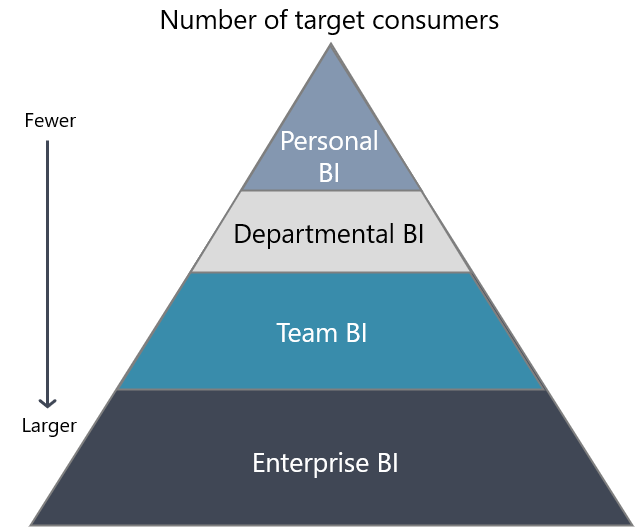 Number of target consumers
Fewer
Personal
BI
Departmental BI
Team BI
Larger
Enterprise BI